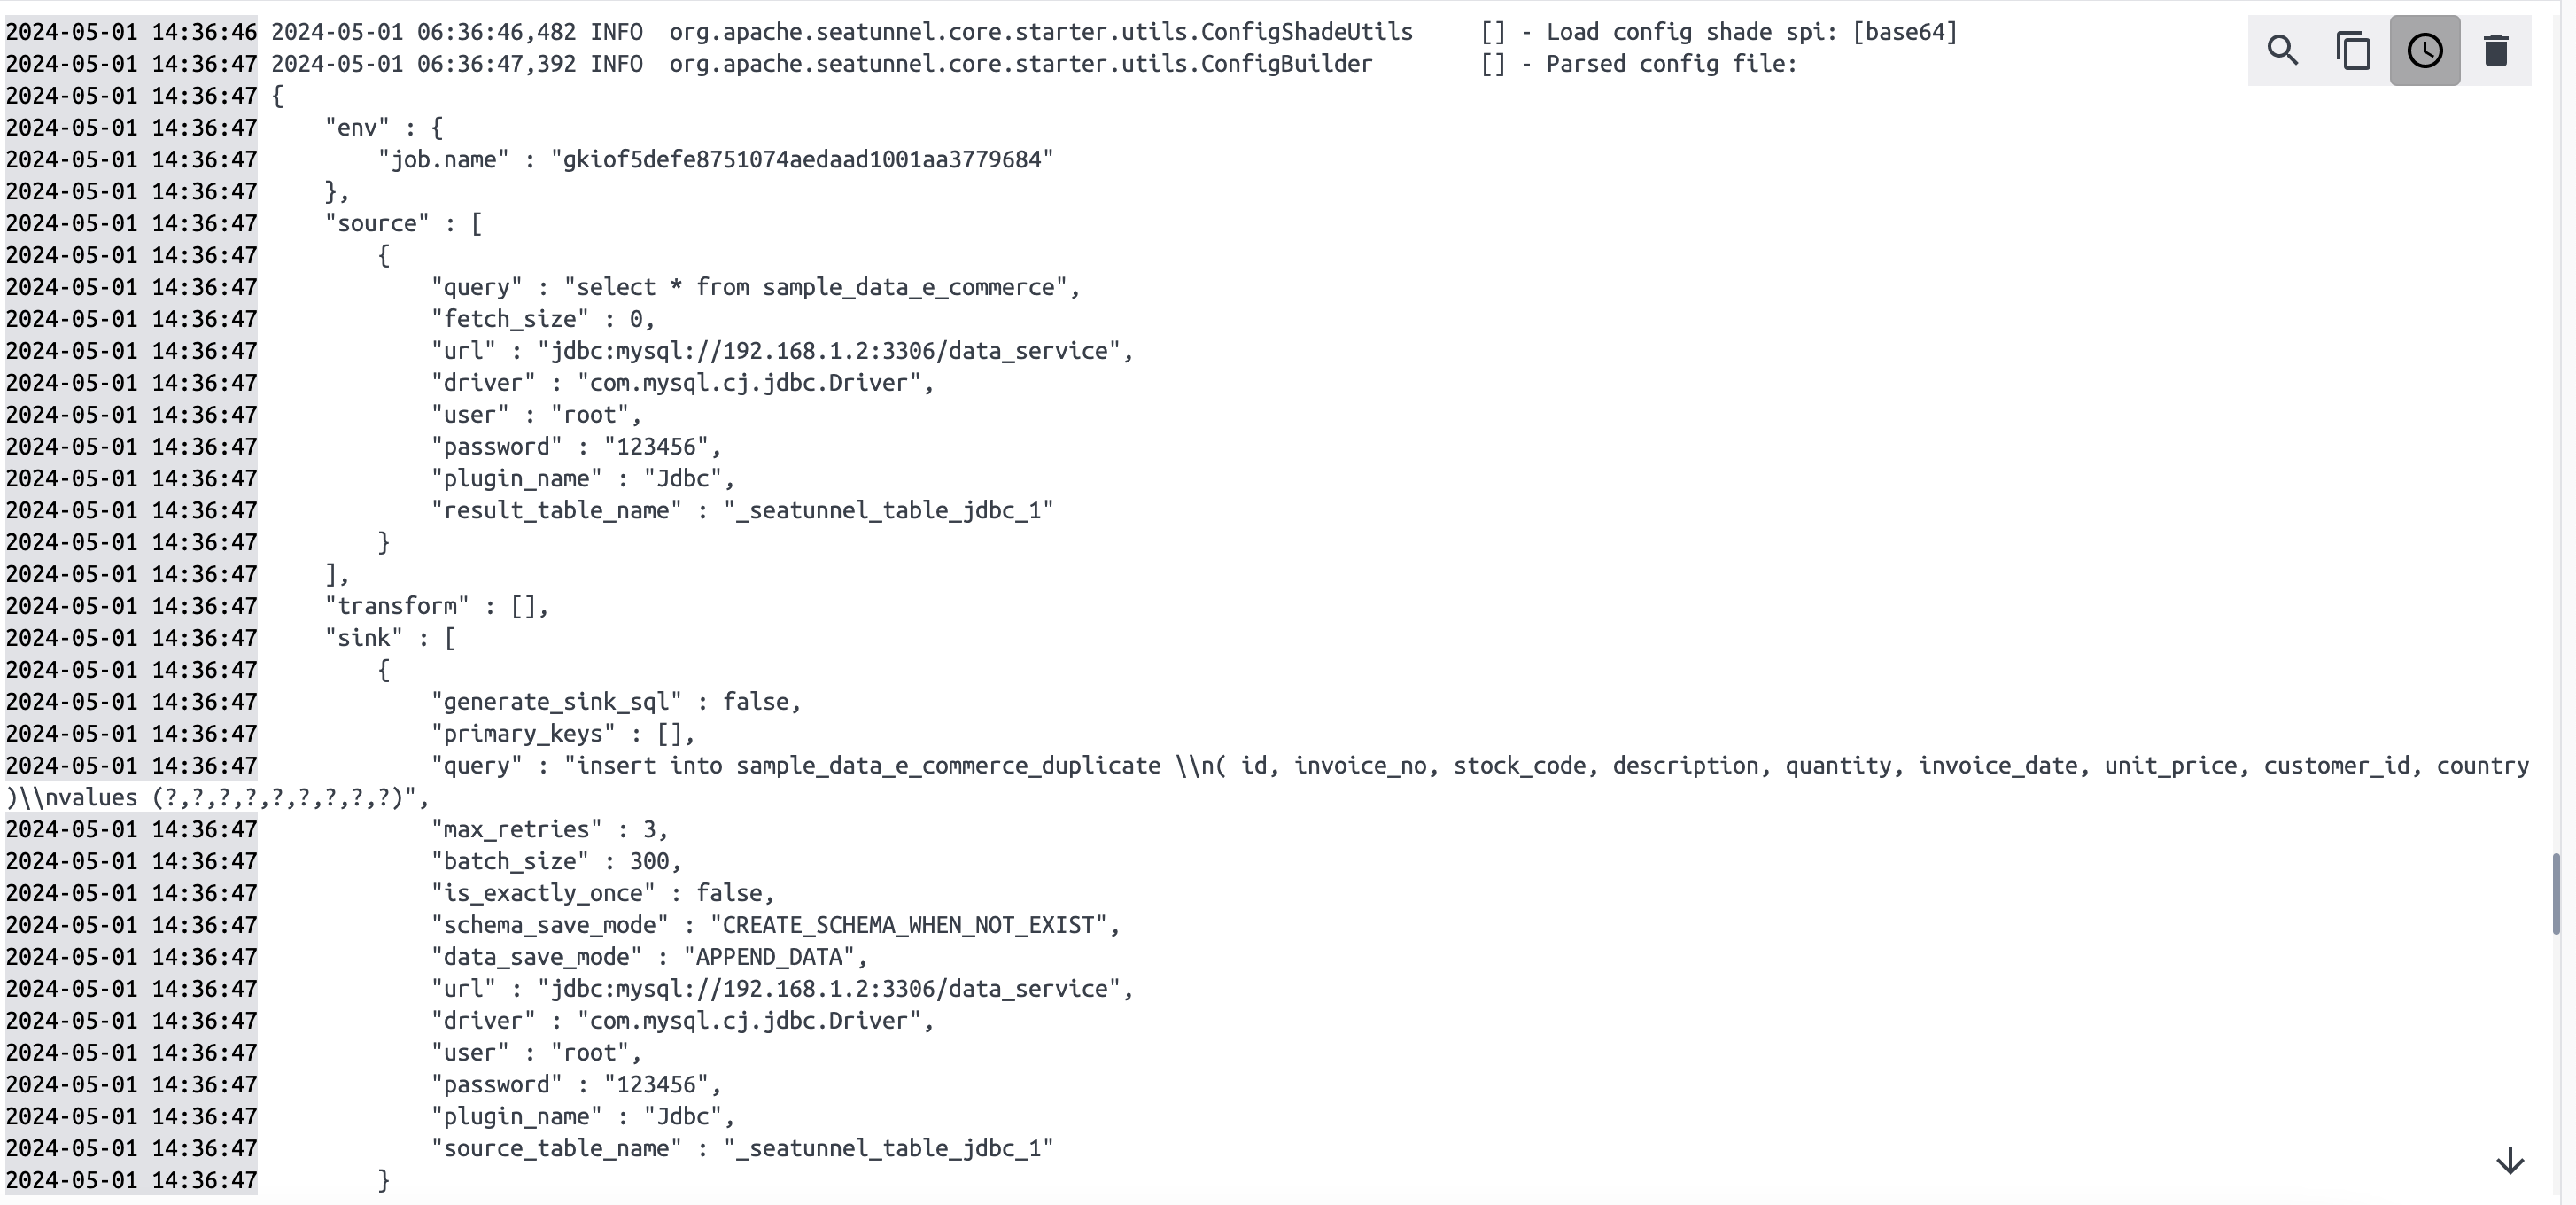 2024-05-01 14:36:46 2024-05-01 06:36:46,482 INFO  org.apache.seatunnel.core.starter.utils.ConfigShadeUtils     [] - Load config shade spi: [base64]
2024-05-01 14:36:47 2024-05-01 06:36:47,392 INFO  org.apache.seatunnel.core.starter.utils.ConfigBuilder        [] - Parsed config file:
2024-05-01 14:36:47 {
2024-05-01 14:36:47     "env" : {
2024-05-01 14:36:47         "job.name" : "gkiof5defe8751074aedaad1001aa3779684"
2024-05-01 14:36:47     },
2024-05-01 14:36:47     "source" : [
2024-05-01 14:36:47         {
2024-05-01 14:36:47             "query" : "select * from sample_data_e_commerce",
2024-05-01 14:36:47             "fetch_size" : 0,
2024-05-01 14:36:47             "url" : "jdbc:mysql://192.168.1.2:3306/data_service",
2024-05-01 14:36:47             "driver" : "com.mysql.cj.jdbc.Driver",
2024-05-01 14:36:47             "user" : "root",
2024-05-01 14:36:47             "password" : "123456",
2024-05-01 14:36:47             "plugin_name" : "Jdbc",
2024-05-01 14:36:47             "result_table_name" : "_seatunnel_table_jdbc_1"
2024-05-01 14:36:47         }
2024-05-01 14:36:47     ],
2024-05-01 14:36:47     "transform" : [],
2024-05-01 14:36:47     "sink" : [
2024-05-01 14:36:47         {
2024-05-01 14:36:47             "generate_sink_sql" : false,
2024-05-01 14:36:47             "primary_keys" : [],
2024-05-01 14:36:47             "query" : "insert into sample_data_e_commerce_duplicate \\n( id, invoice_no, stock_code, description, quantity, invoice_date, unit_price, customer_id, country
)\\nvalues (?,?,?,?,?,?,?,?,?)",
2024-05-01 14:36:47             "max_retries" : 3,
2024-05-01 14:36:47             "batch_size" : 300,
2024-05-01 14:36:47             "is_exactly_once" : false,
2024-05-01 14:36:47             "schema_save_mode" : "CREATE_SCHEMA_WHEN_NOT_EXIST",
2024-05-01 14:36:47             "data_save_mode" : "APPEND_DATA",
2024-05-01 14:36:47             "url" : "jdbc:mysql://192.168.1.2:3306/data_service",
2024-05-01 14:36:47             "driver" : "com.mysql.cj.jdbc.Driver",
2024-05-01 14:36:47             "user" : "root",
2024-05-01 14:36:47             "password" : "123456",
2024-05-01 14:36:47             "plugin_name" : "Jdbc",
2024-05-01 14:36:47             "source_table_name" : "_seatunnel_table_jdbc_1"
2024-05-01 14:36:47         }